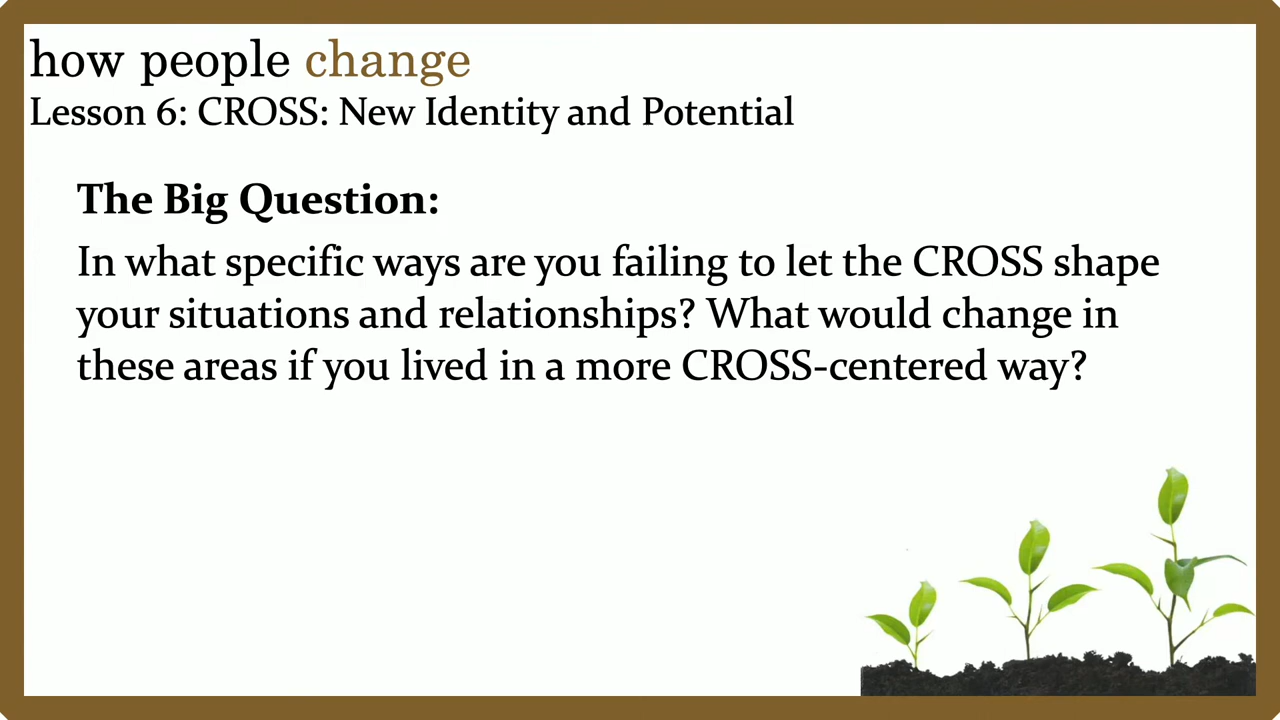 how people change
Lesson 6: CROSS: New Identity and Potential
The Big Question:
In what specific ways are you failing to let the CROSS shape
your situations and relationships? What would change in
these areas if you lived in a more CROSS-centered way?